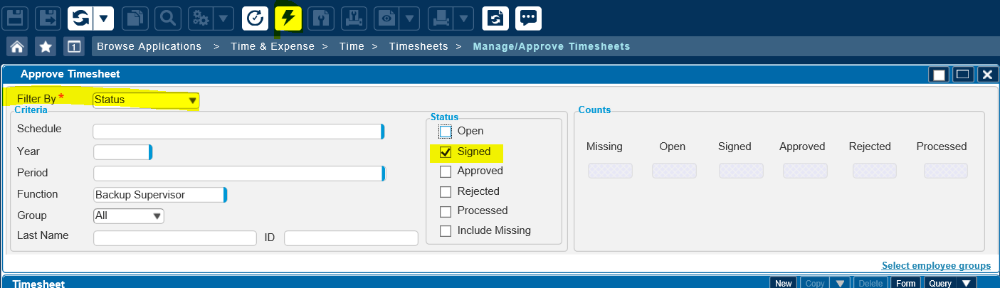 1
Browse Applications > Time & Expense > Time > Timesheets > Manage/Approve Timesheets
Approve Timesheet
Filter By * Status
Criteria
Schedule
Year
Period
Function Backup Supervisor
Group All
Last Name ID
Status
Open
Signed
Approved
Rejected
Processed
Include Missing
Counts
Missing Open Signed Approved Rejected Processed
Select employee groups
Timesheet New Copy Delete Form Query